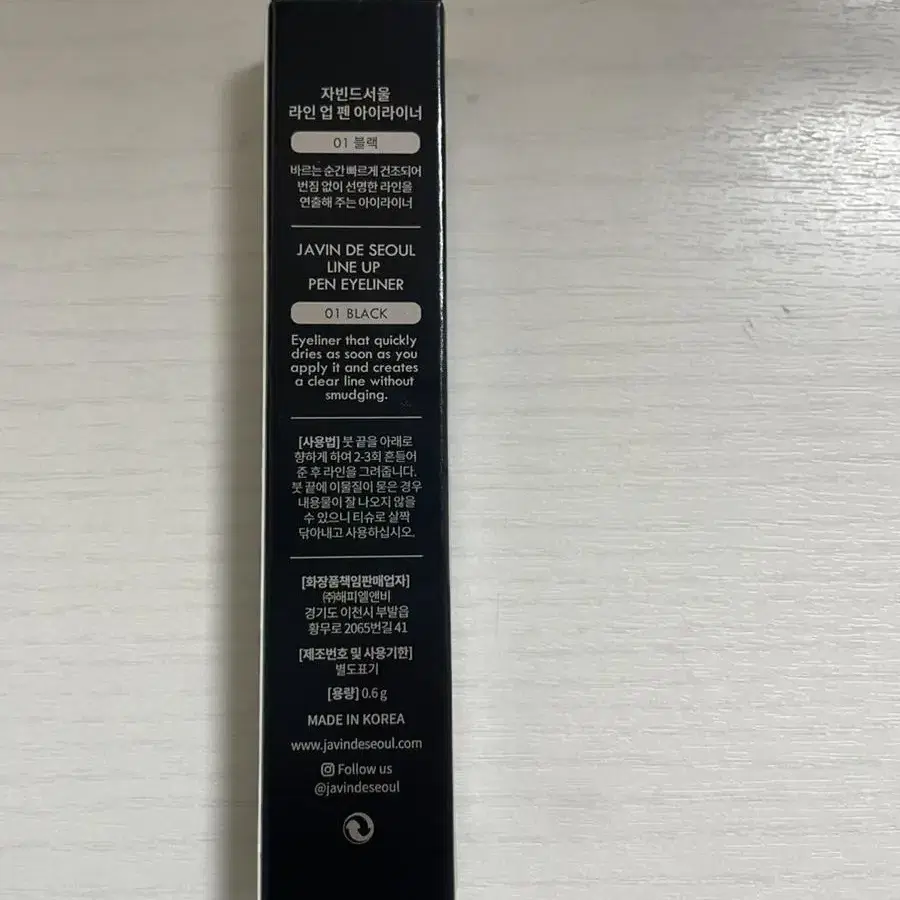 자빈드서울
라인 업 펜 아이라이너
01 블랙
바르는 순간 빠르게 건조되어
번짐 없이 선명한 라인을
연출해 주는 아이라이너
JAVIN DE SEOUL
LINE UP
PEN EYELINER
01 BLACK
Eyeliner that quickly
dries as soon as you
apply it and creates
a clear line without
smudging.
[사용법] 붓 끝을 아래로
향하게 하여 2-3회 흔들어
준 후 라인을 그려줍니다.
붓 끝에 이물질이 묻은 경우
내용물이 잘 나오지 않을
수 있으니 티슈로 살짝
닦아내고 사용하십시오.
[화장품책임판매업자]
㈜해피엘앤비
경기도 이천시 부발읍
황무로 2065번길 41
[제조번호 및 사용기한]
별도표기
[용량] 0.6 g
MADE IN KOREA
www.javindeseoul.com
Follow us
@javindeseoul